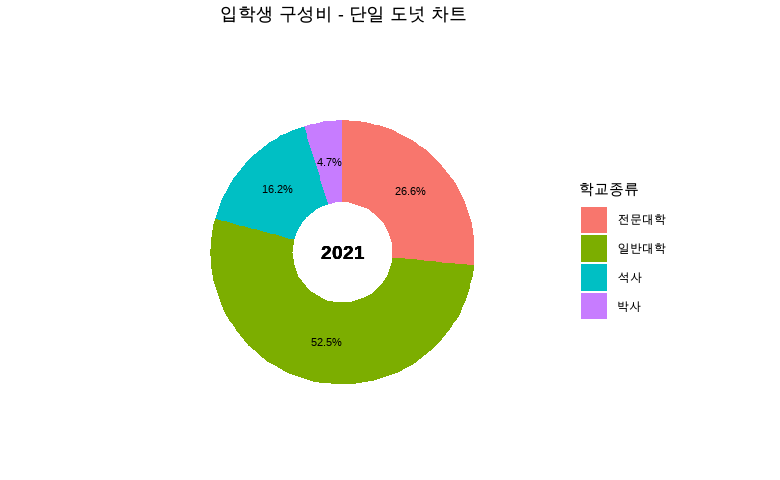 입학생 구성비 - 단일 도넛 차트
4.7%
26.6%
16.2%
2021
52.5%
학교종류
전문대학
일반대학
석사
박사